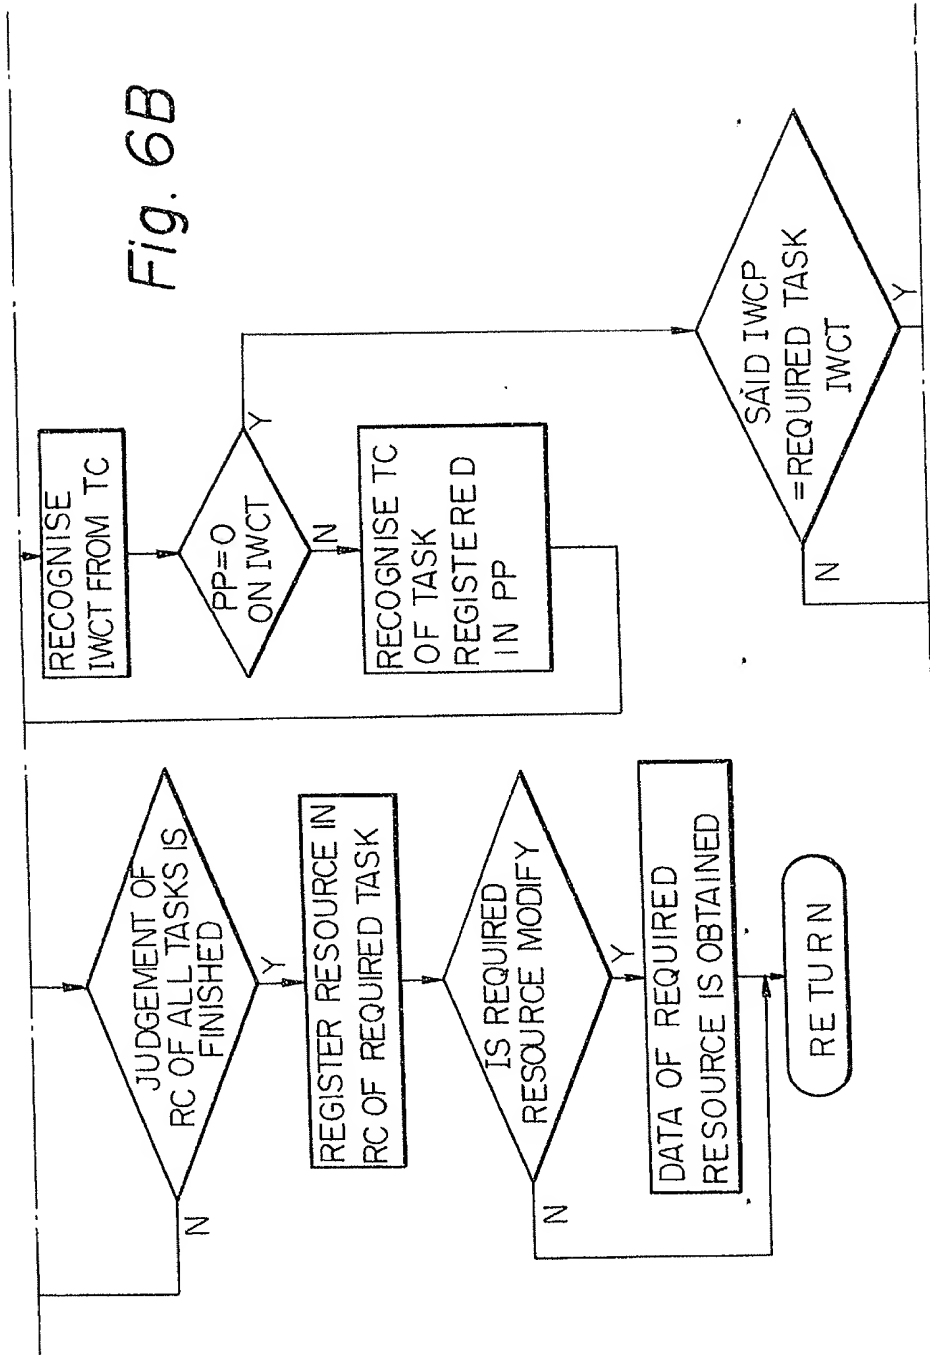 Fig. 6B
JUDGEMENT OF
RC OF ALL TASKS IS
FINISHED
N
Y
REGISTER RESOURCE IN
RC OF REQUIRED TASK
IS REQUIRED
RESOURCE MODIFY
N
Y
DATA OF REQUIRED
RESOURCE IS OBTAINED
RETURN
RECOGNISE
IWCT FROM TC
PP=0
ON IWCT
Y
N
RECOGNISE TC
OF TASK
REGISTERED
IN PP
SAID IWCP
=REQUIRED TASK
IWCT
N
Y